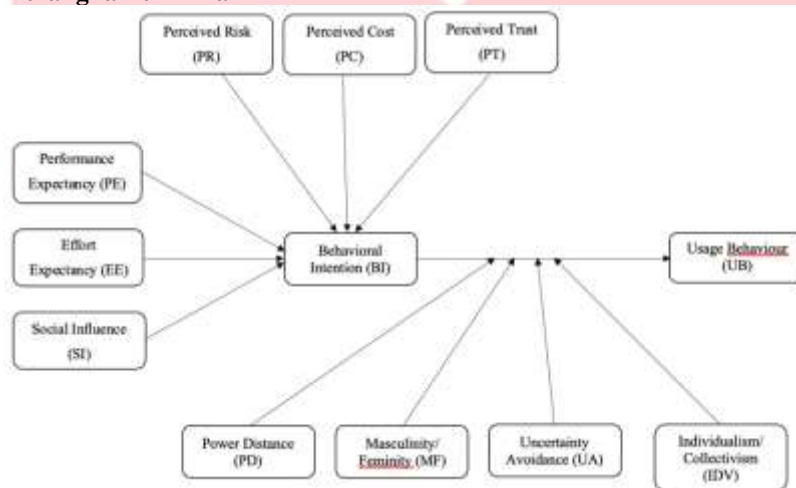 Perceived Risk
(PR)
Perceived Cost
(PC)
Perceived Trust
(PT)
Performance
Expectancy (PE)
Effort
Expectancy (EE)
Social Influence
(SI)
Behavioral
Intention (BI)
Usage Behaviour
(UB)
Power Distance
(PD)
Masculinity/
Feminity (MF)
Uncertainty
Avoidance (UA)
Individualism/
Collectivism
(IDV)